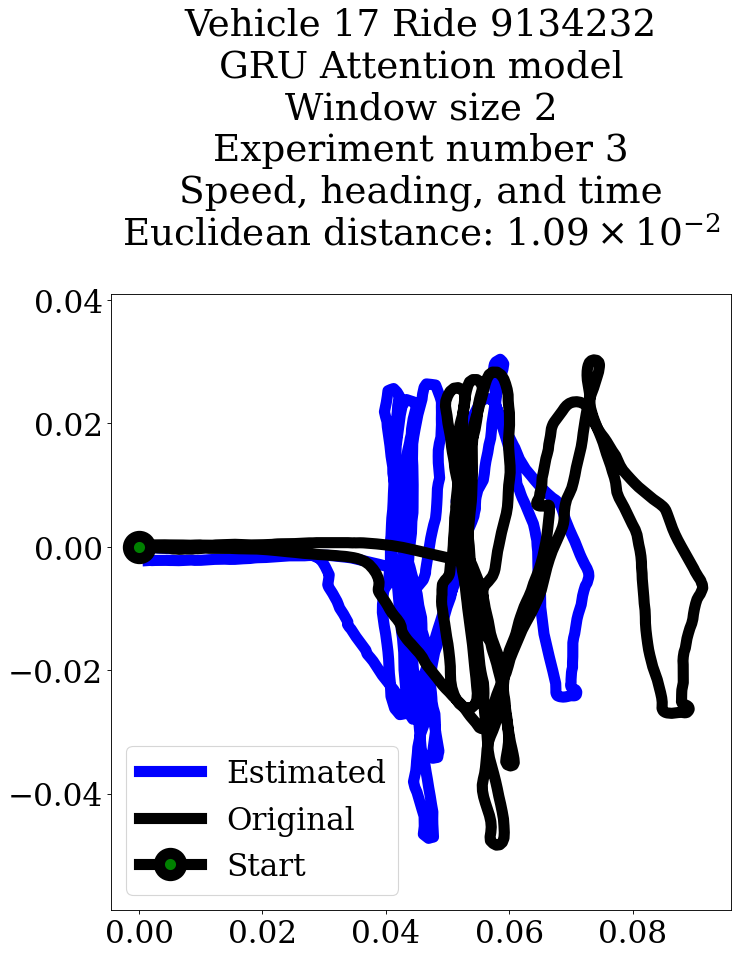 Vehicle 17 Ride 9134232
GRU Attention model
Window size 2
Experiment number 3
Speed, heading, and time
Euclidean distance: 1.09 × 10⁻²
0.04
0.02
0.00
−0.02
−0.04
Estimated
Original
Start
0.00 0.02 0.04 0.06 0.08